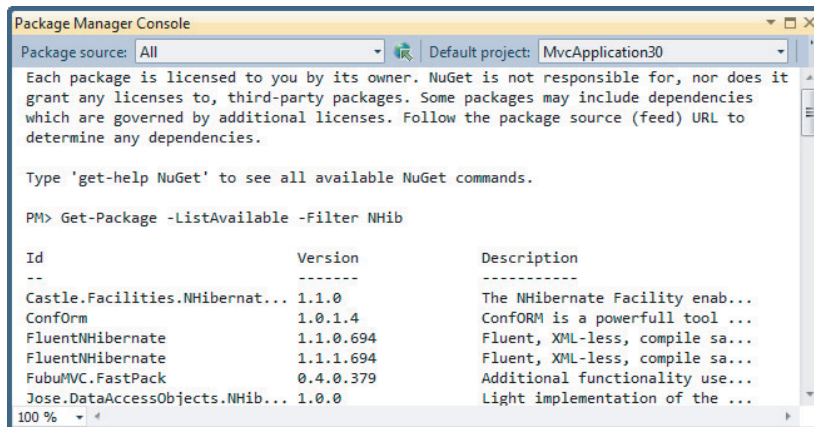 Package Manager Console
Package source: All Default project: MvcApplication30
Each package is licensed to you by its owner. NuGet is not responsible for, nor does it
grant any licenses to, third-party packages. Some packages may include dependencies
which are governed by additional licenses. Follow the package source (feed) URL to
determine any dependencies.
Type 'get-help NuGet' to see all available NuGet commands.
PM> Get-Package -ListAvailable -Filter NHib
Id Version Description
-- ------- -----------
Castle.Facilities.NHibernat... 1.1.0 The NHibernate Facility enab...
ConfOrm 1.0.1.4 ConfORM is a powerfull tool ...
FluentNHibernate 1.1.0.694 Fluent, XML-less, compile sa...
FluentNHibernate 1.1.1.694 Fluent, XML-less, compile sa...
FubuMVC.FastPack 0.4.0.379 Additional functionality use...
Jose.DataAccessObjects.NHib... 1.0.0 Light implementation of the ...
100 %